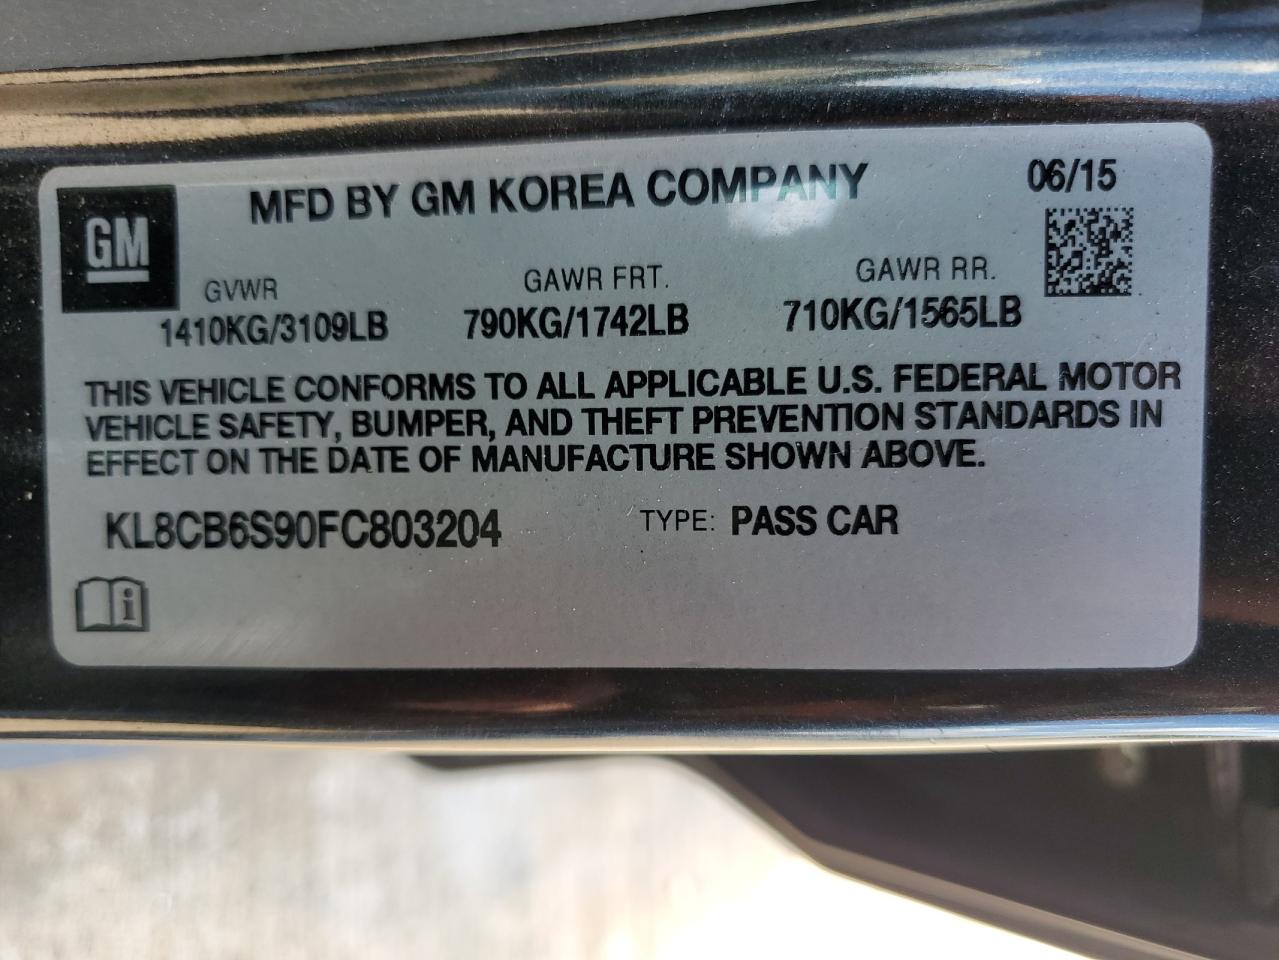 MFD BY GM KOREA COMPANY 06/15
GM
GVWR GAWR FRT. GAWR RR.
1410KG/3109LB 790KG/1742LB 710KG/1565LB
THIS VEHICLE CONFORMS TO ALL APPLICABLE U.S. FEDERAL MOTOR
VEHICLE SAFETY, BUMPER, AND THEFT PREVENTION STANDARDS IN
EFFECT ON THE DATE OF MANUFACTURE SHOWN ABOVE.
KL8CB6S90FC803204 TYPE: PASS CAR
i